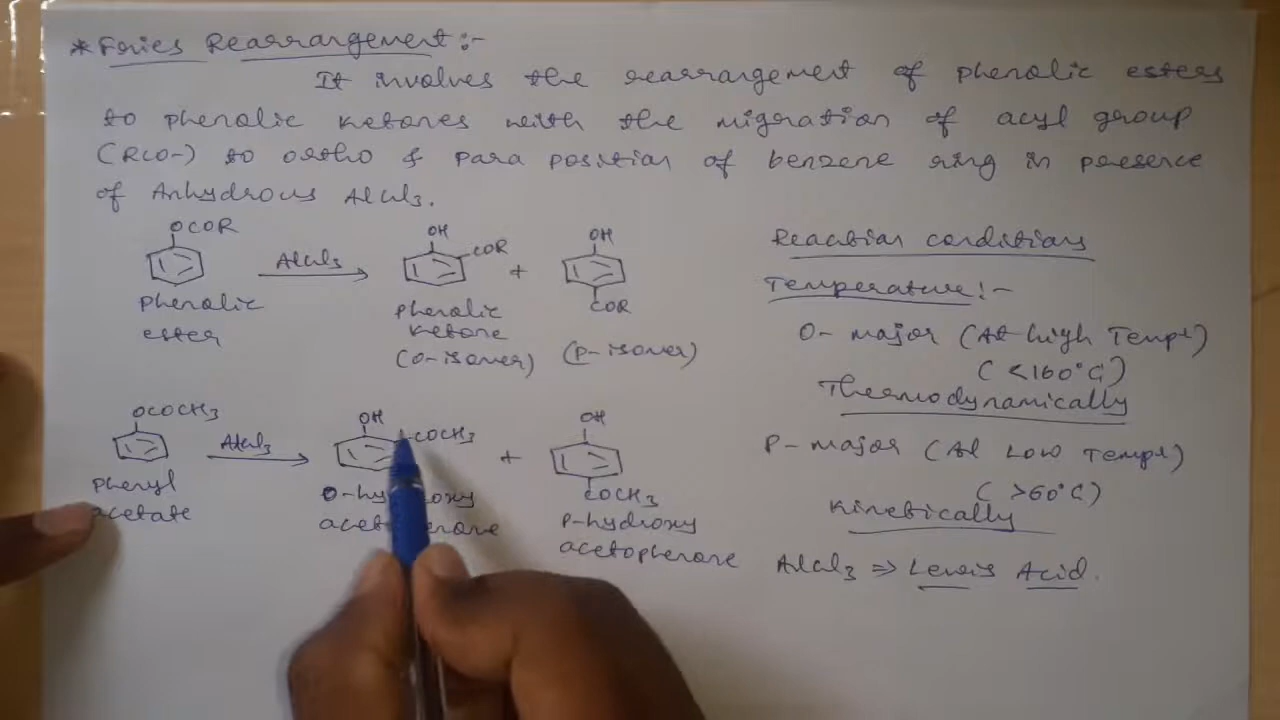 * Fries Rearrangement :-
It involves the rearrangement of phenolic esters
to phenolic ketones with the migration of acyl group
(RCO-) to ortho & para position of benzene ring in presence
of Anhydrous AlCl3.
OCOR
AlCl3
OH
COR
+
OH
COR
phenolic
ester
phenolic
ketone
(o-isomer)
(p-isomer)
OCOCH3
AlCl3
OH
COCH3
+
OH
COCH3
phenyl
acetate
p-hydroxy
acetophenone
Reaction conditions
Temperature :-
O- major (At high Tempt)
( <160°C)
Thermodynamically
P- major (At Low Tempt)
( >60°C)
Kinetically
AlCl3 ⇒ Lewis Acid.